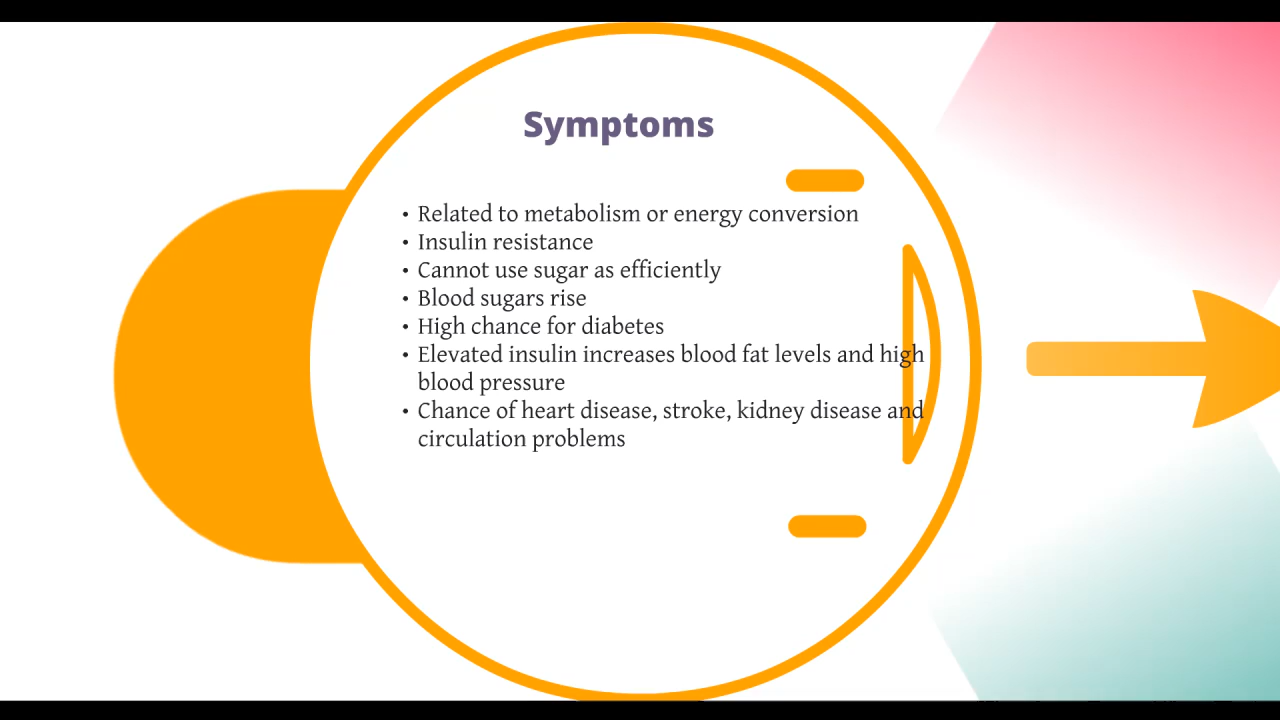 Symptoms
• Related to metabolism or energy conversion
• Insulin resistance
• Cannot use sugar as efficiently
• Blood sugars rise
• High chance for diabetes
• Elevated insulin increases blood fat levels and high
blood pressure
• Chance of heart disease, stroke, kidney disease and
circulation problems